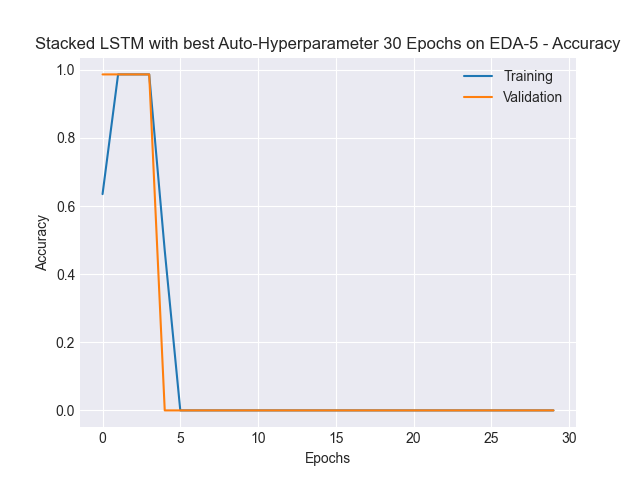 Stacked LSTM with best Auto-Hyperparameter 30 Epochs on EDA-5 - Accuracy
1.0
Training
Validation
0.8
0.6
Accuracy
0.4
0.2
0.0
0 5 10 15 20 25 30
Epochs